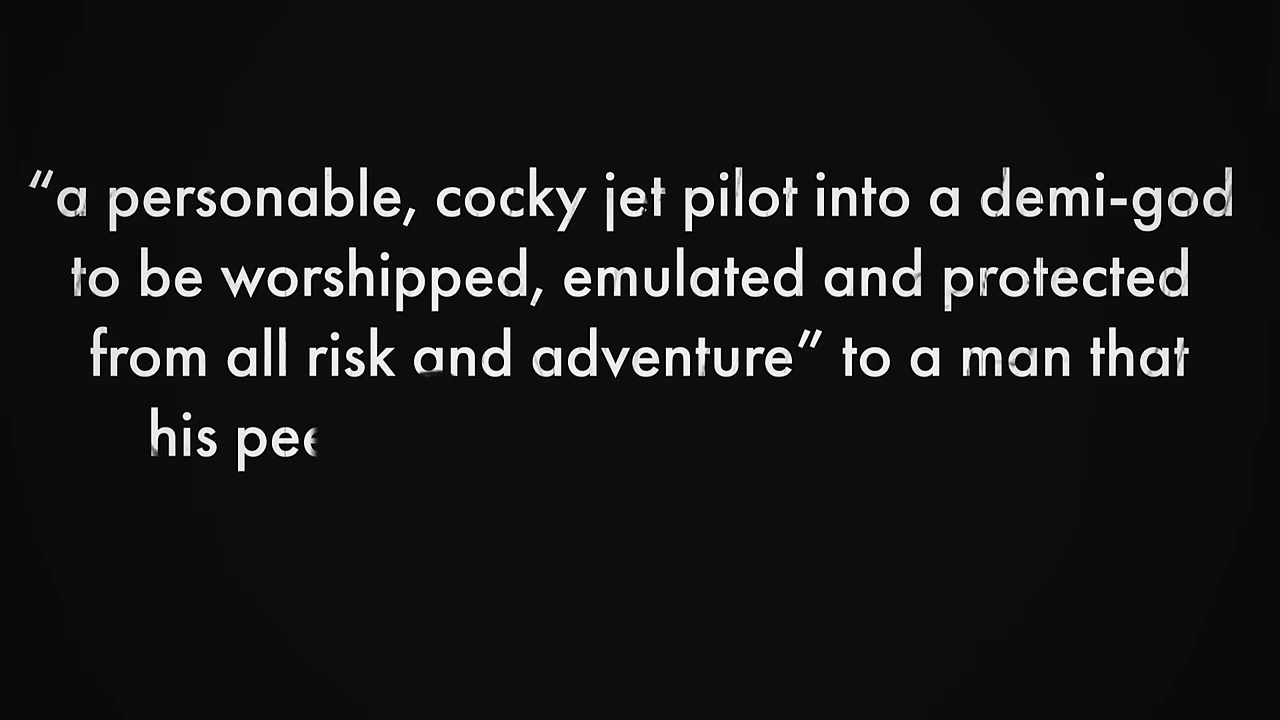 “a personable, cocky jet pilot into a demi-god
to be worshipped, emulated and protected
from all risk and adventure” to a man that
his